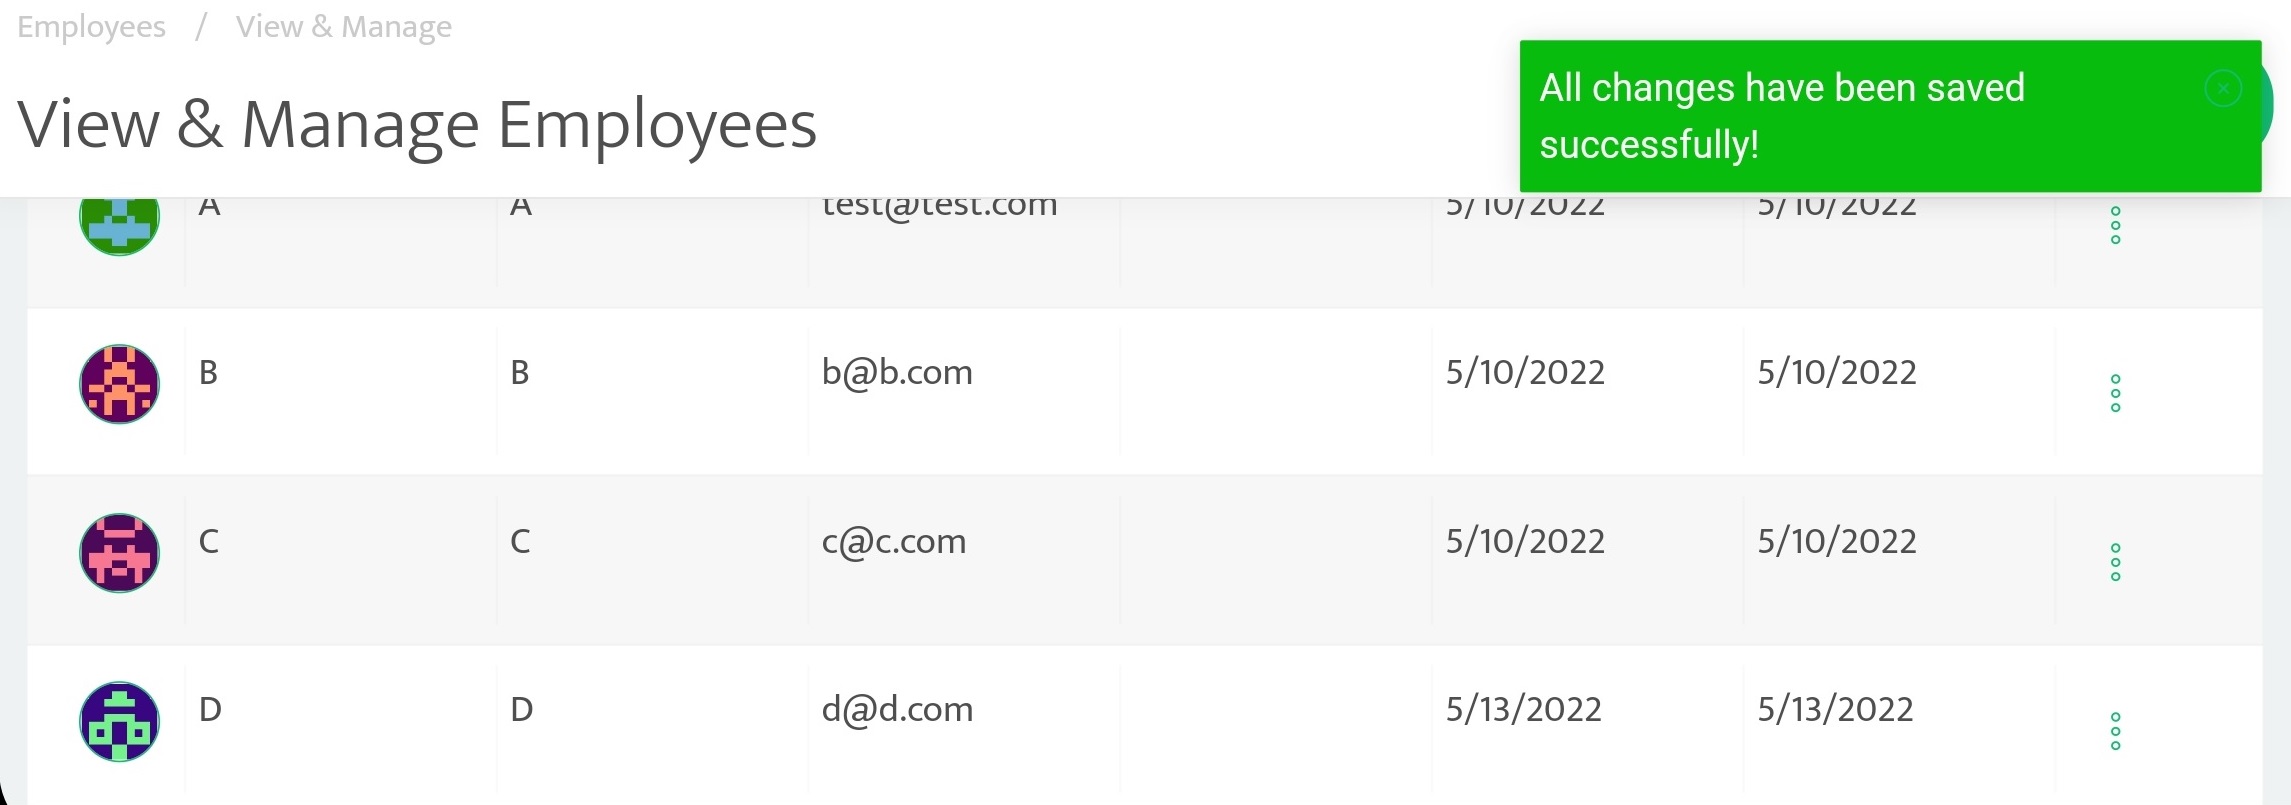 Employees / View & Manage
View & Manage Employees
All changes have been saved
successfully!
A A test@test.com 5/10/2022 5/10/2022
B B b@b.com 5/10/2022 5/10/2022
C C c@c.com 5/10/2022 5/10/2022
D D d@d.com 5/13/2022 5/13/2022